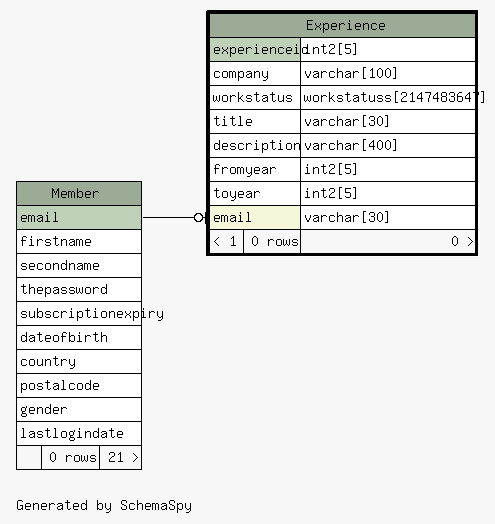 Experience
experienceid int2[5]
company varchar[100]
workstatus workstatuss[2147483647]
title varchar[30]
description varchar[400]
fromyear int2[5]
toyear int2[5]
email varchar[30]
< 1 0 rows 0 >
Member
email
firstname
secondname
thepassword
subscriptionexpiry
dateofbirth
country
postalcode
gender
lastlogindate
0 rows 21 >
Generated by SchemaSpy